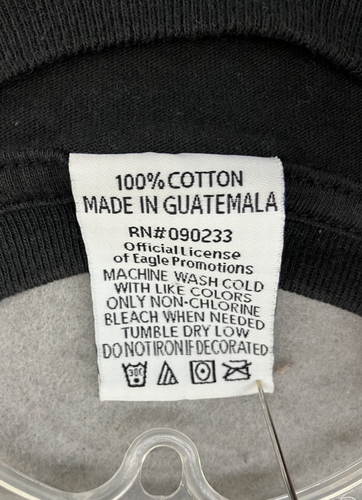 100% COTTON
MADE IN GUATEMALA
RN# 090233
Official License
of Eagle Promotions
MACHINE WASH COLD
WITH LIKE COLORS
ONLY NON-CHLORINE
BLEACH WHEN NEEDED
TUMBLE DRY LOW
DO NOT IRON IF DECORATED